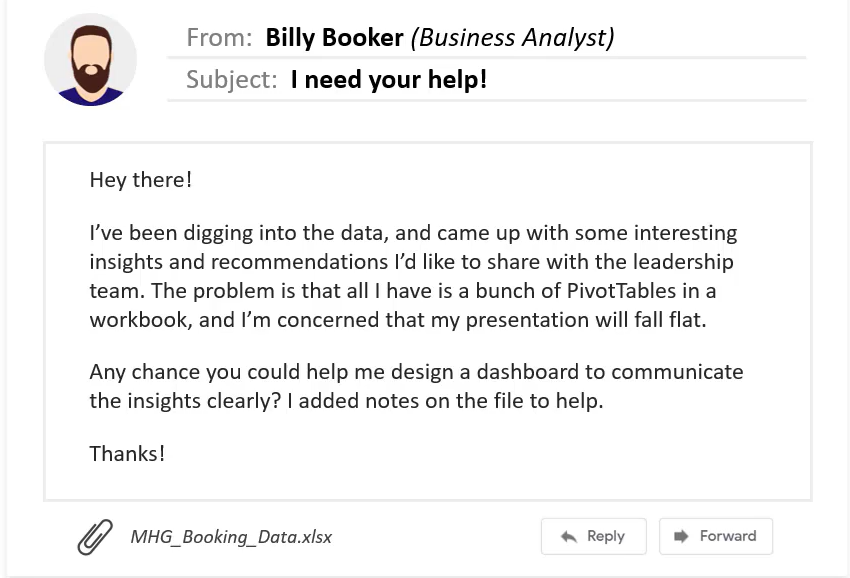 From: Billy Booker (Business Analyst)
Subject: I need your help!
Hey there!
I’ve been digging into the data, and came up with some interesting
insights and recommendations I’d like to share with the leadership
team. The problem is that all I have is a bunch of PivotTables in a
workbook, and I’m concerned that my presentation will fall flat.
Any chance you could help me design a dashboard to communicate
the insights clearly? I added notes on the file to help.
Thanks!
MHG_Booking_Data.xlsx
Reply
Forward